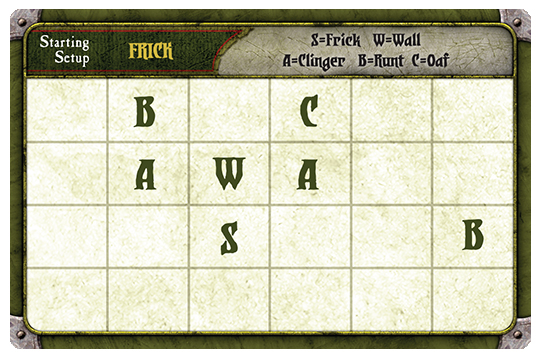 Starting
Setup
FRICK
S=Frick W=Wall
A=Clinger B=Runt C=Oaf
B C
A W A
S B